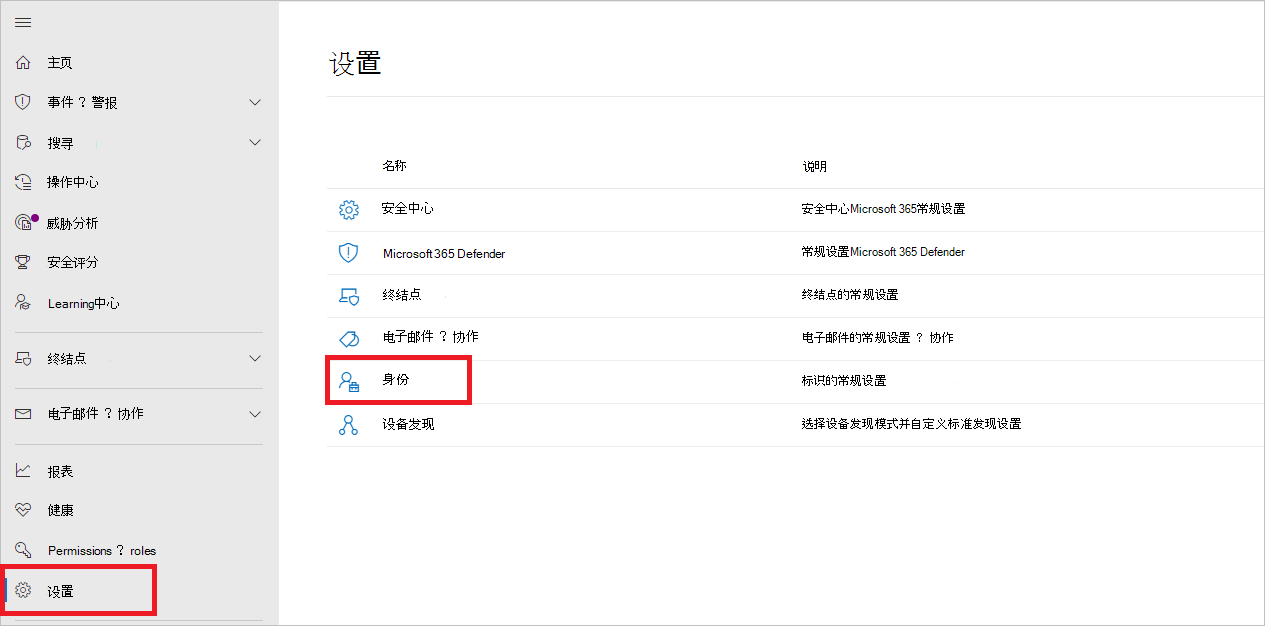 主页
事件 ? 警报
搜寻
操作中心
威胁分析
安全评分
Learning中心
终结点
电子邮件 ? 协作
报表
健康
Permissions ? roles
设置
设置
名称 说明
安全中心 安全中心Microsoft 365常规设置
Microsoft 365 Defender 常规设置Microsoft 365 Defender
终结点 终结点的常规设置
电子邮件 ? 协作 电子邮件的常规设置 ? 协作
身份 标识的常规设置
设备发现 选择设备发现模式并自定义标准发现设置